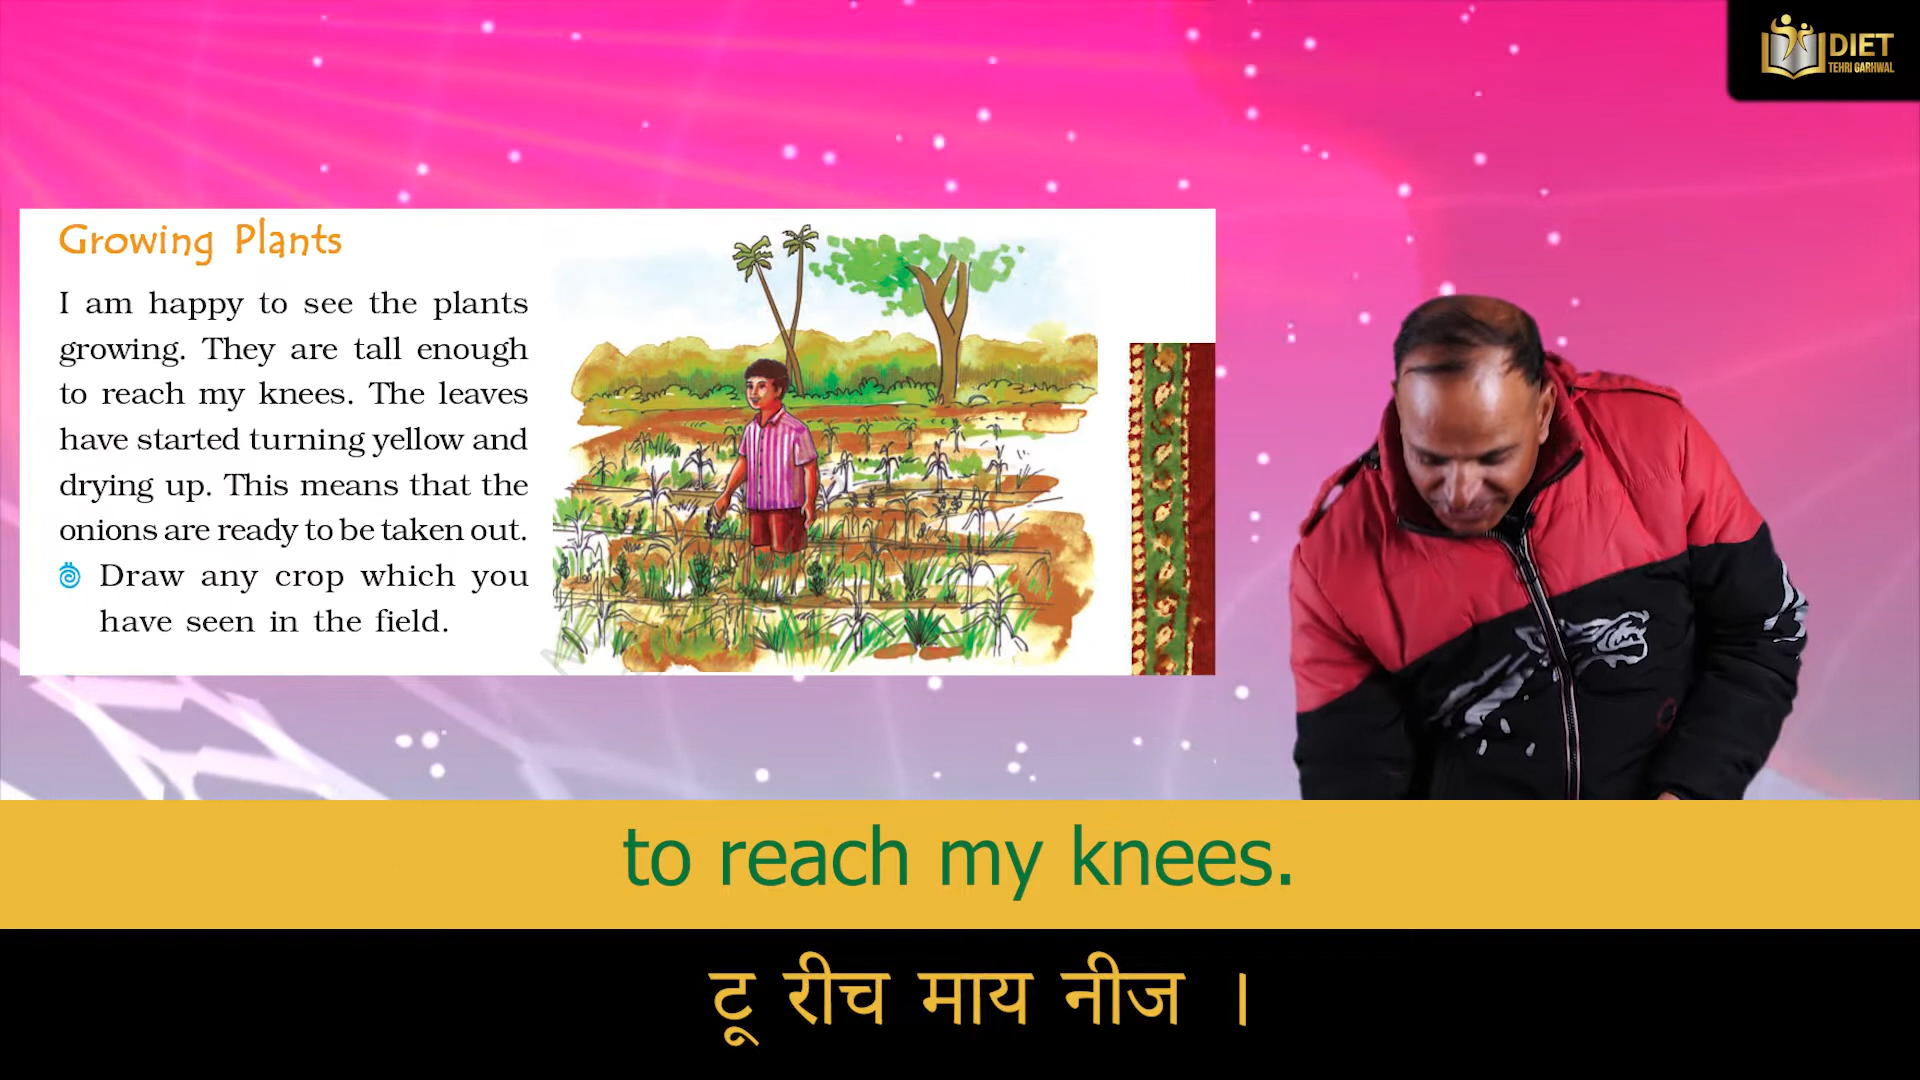 DIET
TEHRI GARHWAL
Growing Plants
I am happy to see the plants
growing. They are tall enough
to reach my knees. The leaves
have started turning yellow and
drying up. This means that the
onions are ready to be taken out.
Draw any crop which you
have seen in the field.
to reach my knees.
टू रीच माय नीज ।